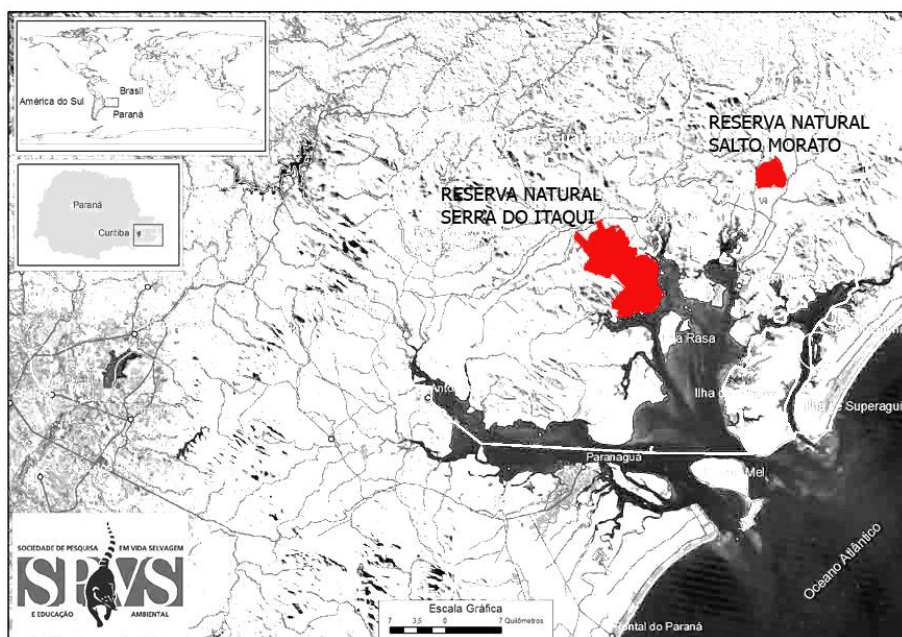 América do Sul
Brasil
Paraná
Paraná
Curitiba
RESERVA NATURAL
SALTO MORATO
RESERVA NATURAL
SERRA DO ITAQUI
Rasa
Ilha
Superagui
Paranaguá
Mel
Oceano Atlântico
Pontal do Paraná
SOCIEDADE DE PESQUISA EM VIDA SELVAGEM
SPVS
E EDUCAÇÃO AMBIENTAL
Escala Gráfica
7 3,5 0 7 Quilômetros